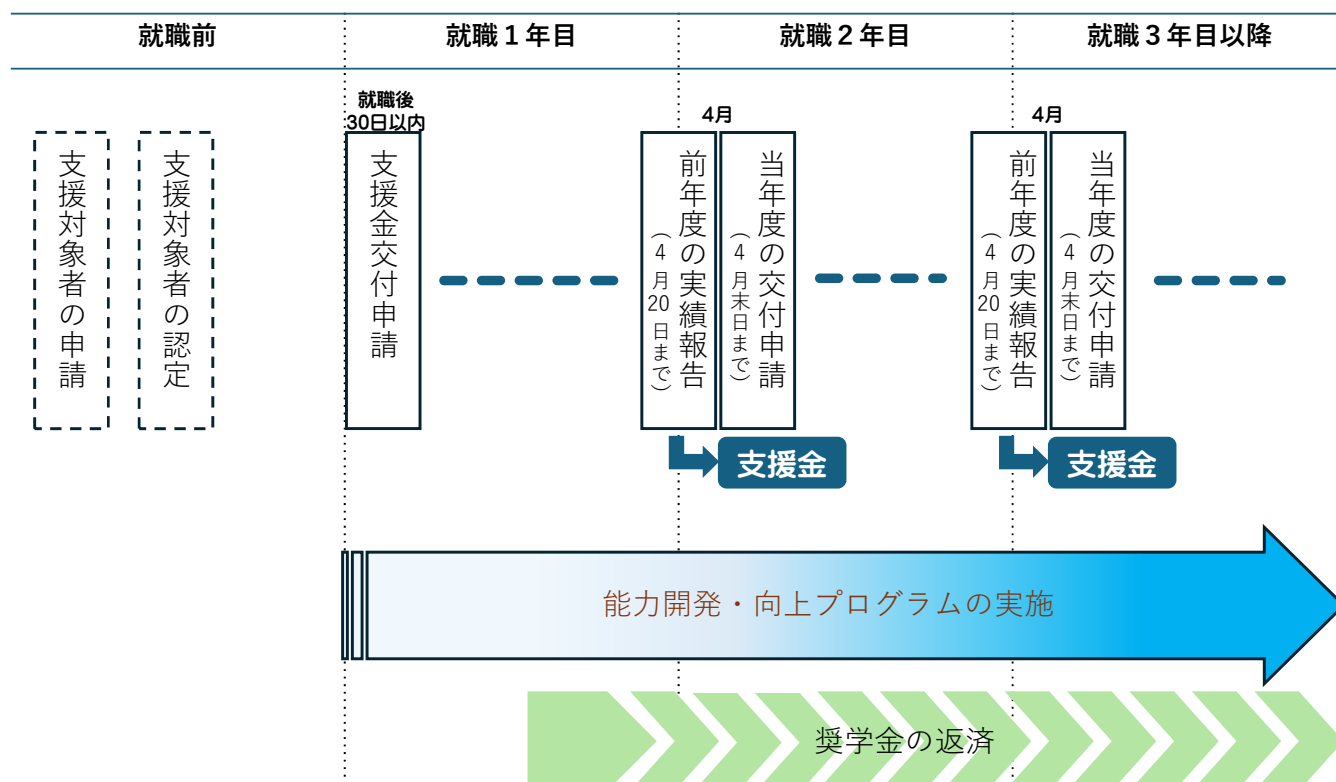 就職前
就職１年目
就職２年目
就職３年目以降
就職後
30日以内
4月
4月
支援対象者の申請
支援対象者の認定
支援金交付申請
前年度の実績報告
（４月20日まで）
当年度の交付申請
（４月末日まで）
前年度の実績報告
（４月20日まで）
当年度の交付申請
（４月末日まで）
支援金
支援金
能力開発・向上プログラムの実施
奨学金の返済